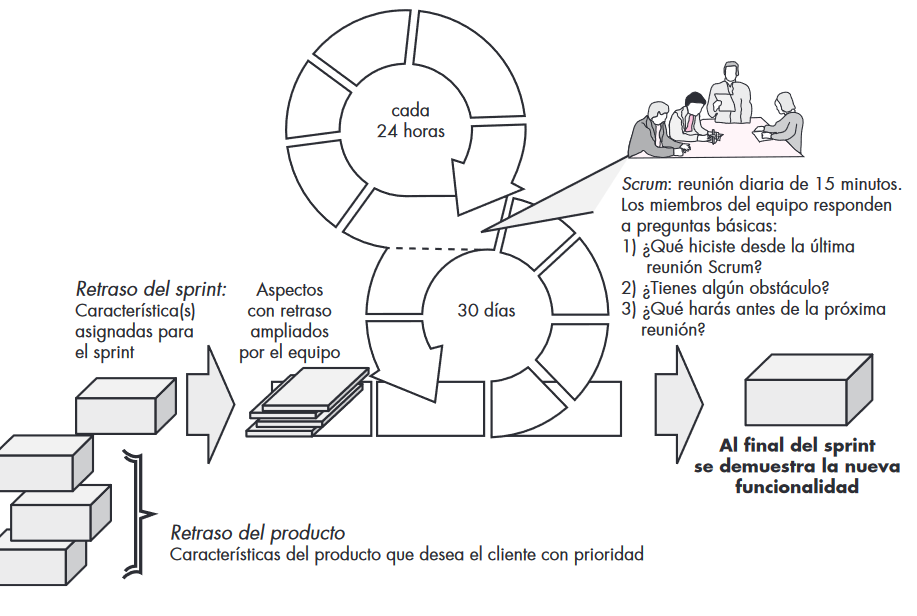 cada
24 horas
Scrum: reunión diaria de 15 minutos.
Los miembros del equipo responden
a preguntas básicas:
1) ¿Qué hiciste desde la última
reunión Scrum?
2) ¿Tienes algún obstáculo?
3) ¿Qué harás antes de la próxima
reunión?
Retraso del sprint:
Característica(s)
asignadas para
el sprint
Aspectos
con retraso
ampliados
por el equipo
30 días
Al final del sprint
se demuestra la nueva
funcionalidad
Retraso del producto
Características del producto que desea el cliente con prioridad